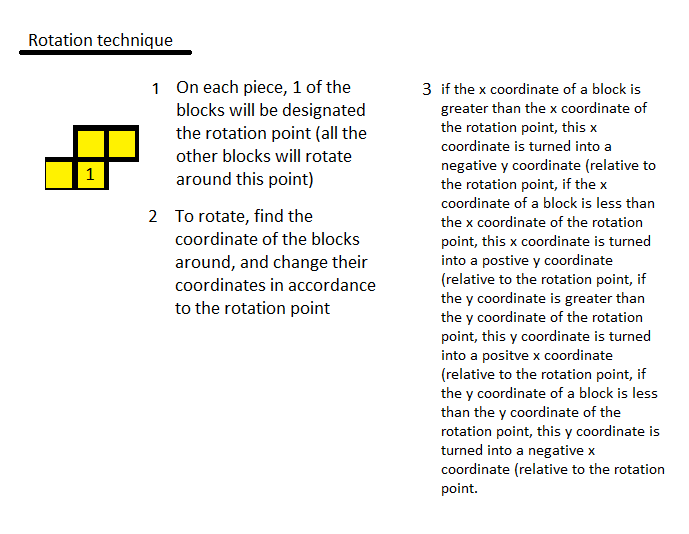 Rotation technique
1 On each piece, 1 of the
blocks will be designated
the rotation point (all the
other blocks will rotate
around this point)
1
2 To rotate, find the
coordinate of the blocks
around, and change their
coordinates in accordance
to the rotation point
3 if the x coordinate of a block is
greater than the x coordinate of
the rotation point, this x
coordinate is turned into a
negative y coordinate (relative to
the rotation point, if the x
coordinate of a block is less than
the x coordinate of the rotation
point, this x coordinate is turned
into a postive y coordinate
(relative to the rotation point, if
the y coordinate is greater than
the y coordinate of the rotation
point, this y coordinate is turned
into a positve x coordinate
(relative to the rotation point, if
the y coordinate of a block is less
than the y coordinate of the
rotation point, this y coordinate is
turned into a negative x
coordinate (relative to the rotation
point.